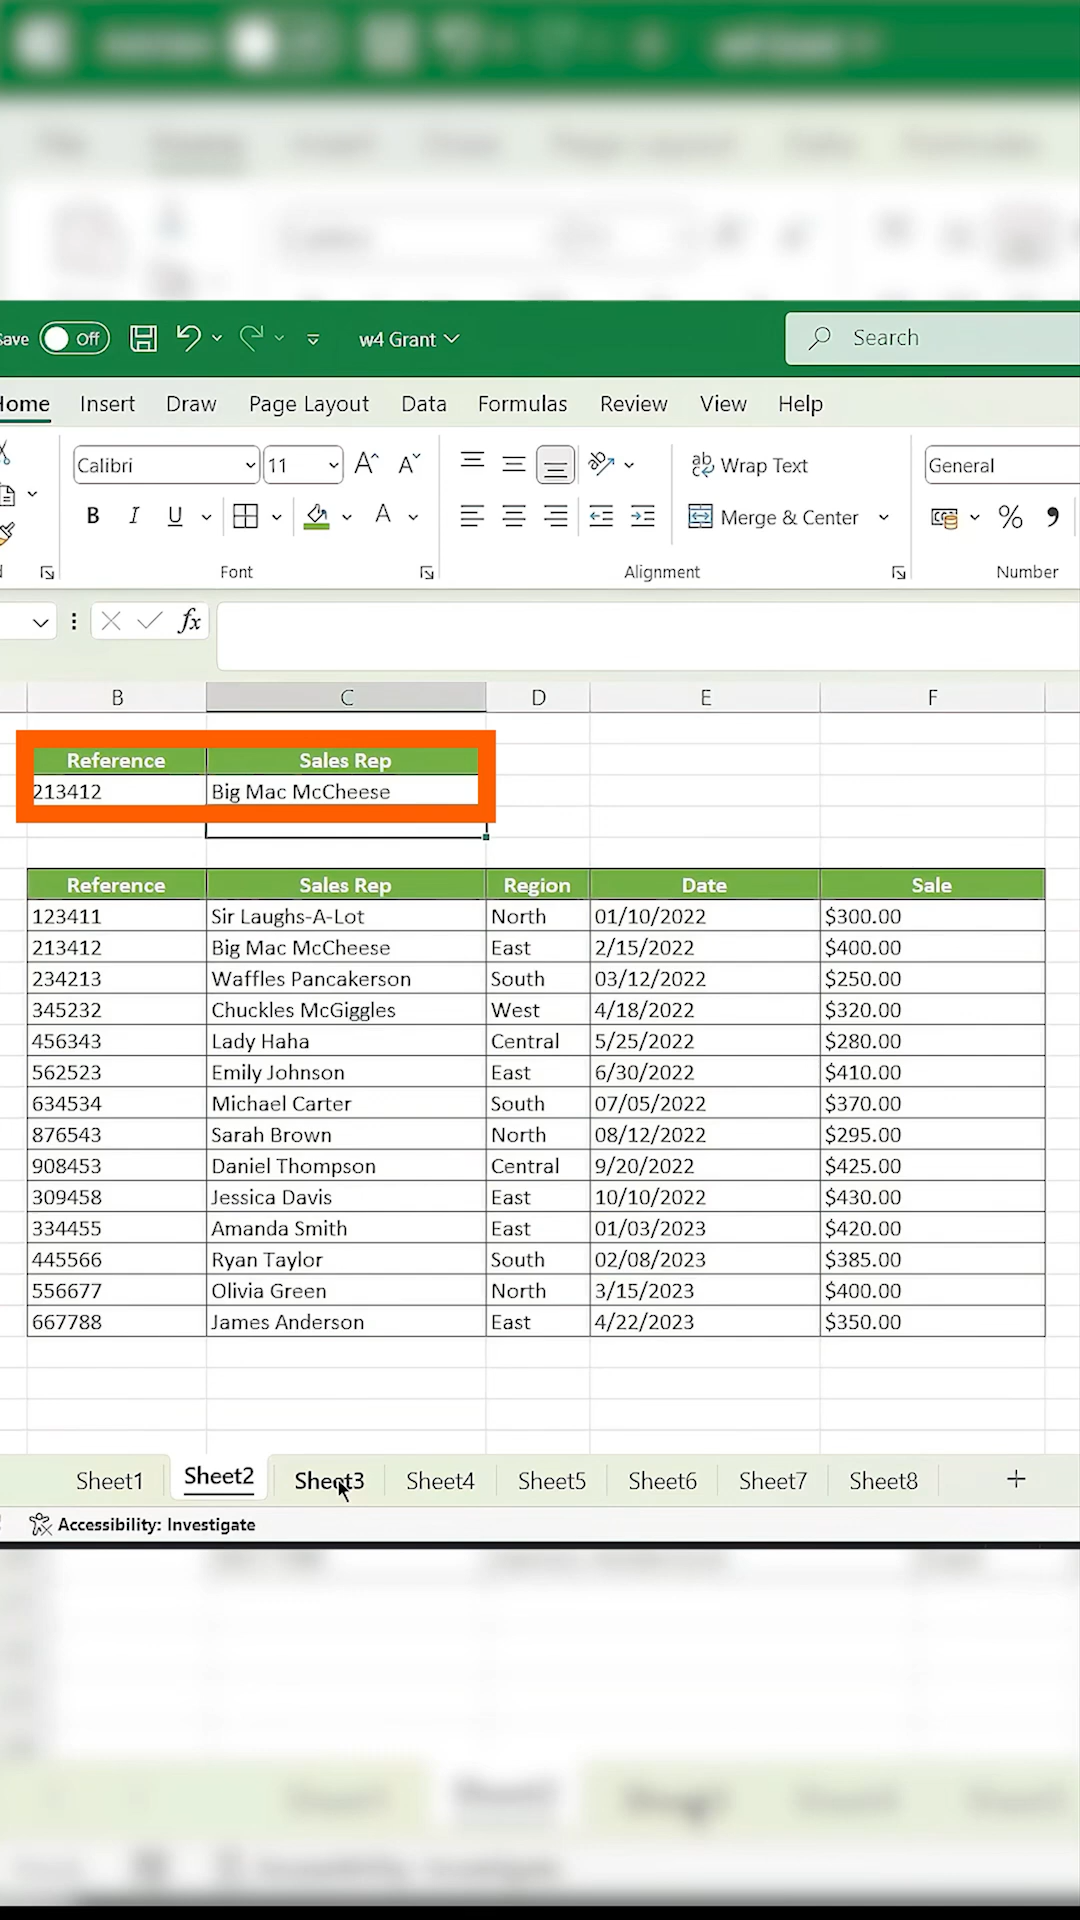 Save Off w4 Grant Search
Home Insert Draw Page Layout Data Formulas Review View Help
Calibri 11 A A ab Wrap Text General
B I U A Merge & Center % ,
Font Alignment Number
fx
B C D E F
Reference Sales Rep
213412 Big Mac McCheese
Reference Sales Rep Region Date Sale
123411 Sir Laughs-A-Lot North 01/10/2022 $300.00
213412 Big Mac McCheese East 2/15/2022 $400.00
234213 Waffles Pancakerson South 03/12/2022 $250.00
345232 Chuckles McGiggles West 4/18/2022 $320.00
456343 Lady Haha Central 5/25/2022 $280.00
562523 Emily Johnson East 6/30/2022 $410.00
634534 Michael Carter South 07/05/2022 $370.00
876543 Sarah Brown North 08/12/2022 $295.00
908453 Daniel Thompson Central 9/20/2022 $425.00
309458 Jessica Davis East 10/10/2022 $430.00
334455 Amanda Smith East 01/03/2023 $420.00
445566 Ryan Taylor South 02/08/2023 $385.00
556677 Olivia Green North 3/15/2023 $400.00
667788 James Anderson East 4/22/2023 $350.00
Sheet1 Sheet2 Sheet3 Sheet4 Sheet5 Sheet6 Sheet7 Sheet8
Accessibility: Investigate